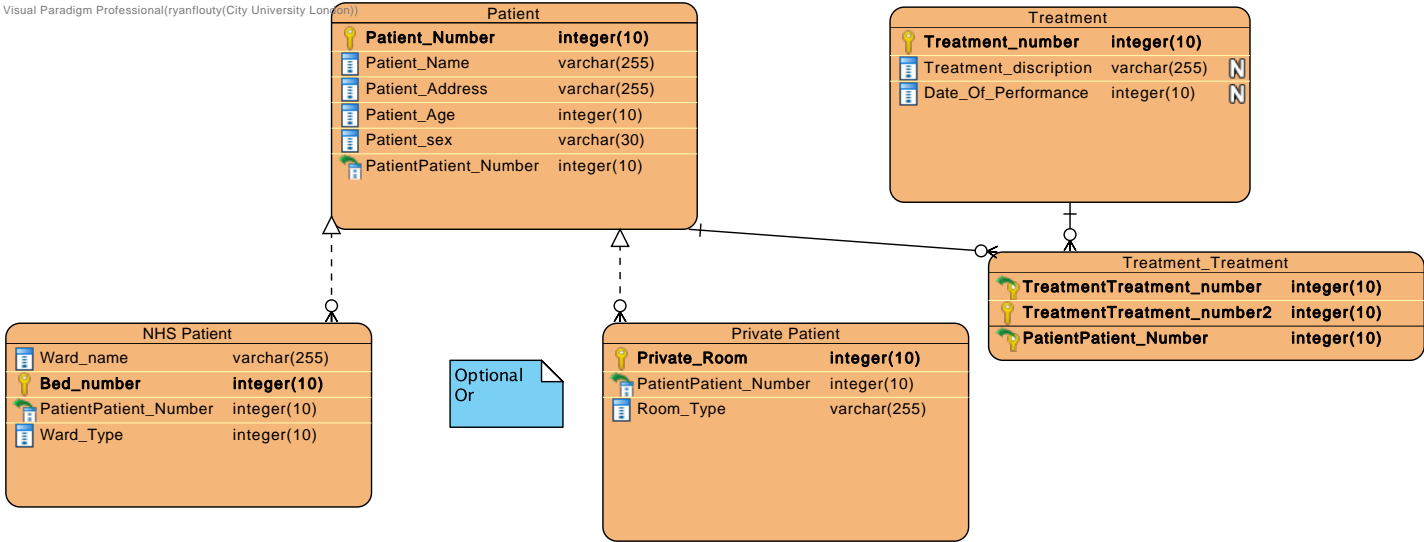 Visual Paradigm Professional(ryanflouty(City University London))
Patient
Patient_Number integer(10)
Patient_Name varchar(255)
Patient_Address varchar(255)
Patient_Age integer(10)
Patient_sex varchar(30)
PatientPatient_Number integer(10)
Treatment
Treatment_number integer(10)
Treatment_discription varchar(255) N
Date_Of_Performance integer(10) N
Treatment_Treatment
TreatmentTreatment_number integer(10)
TreatmentTreatment_number2 integer(10)
PatientPatient_Number integer(10)
NHS Patient
Ward_name varchar(255)
Bed_number integer(10)
PatientPatient_Number integer(10)
Ward_Type integer(10)
Optional
Or
Private Patient
Private_Room integer(10)
PatientPatient_Number integer(10)
Room_Type varchar(255)